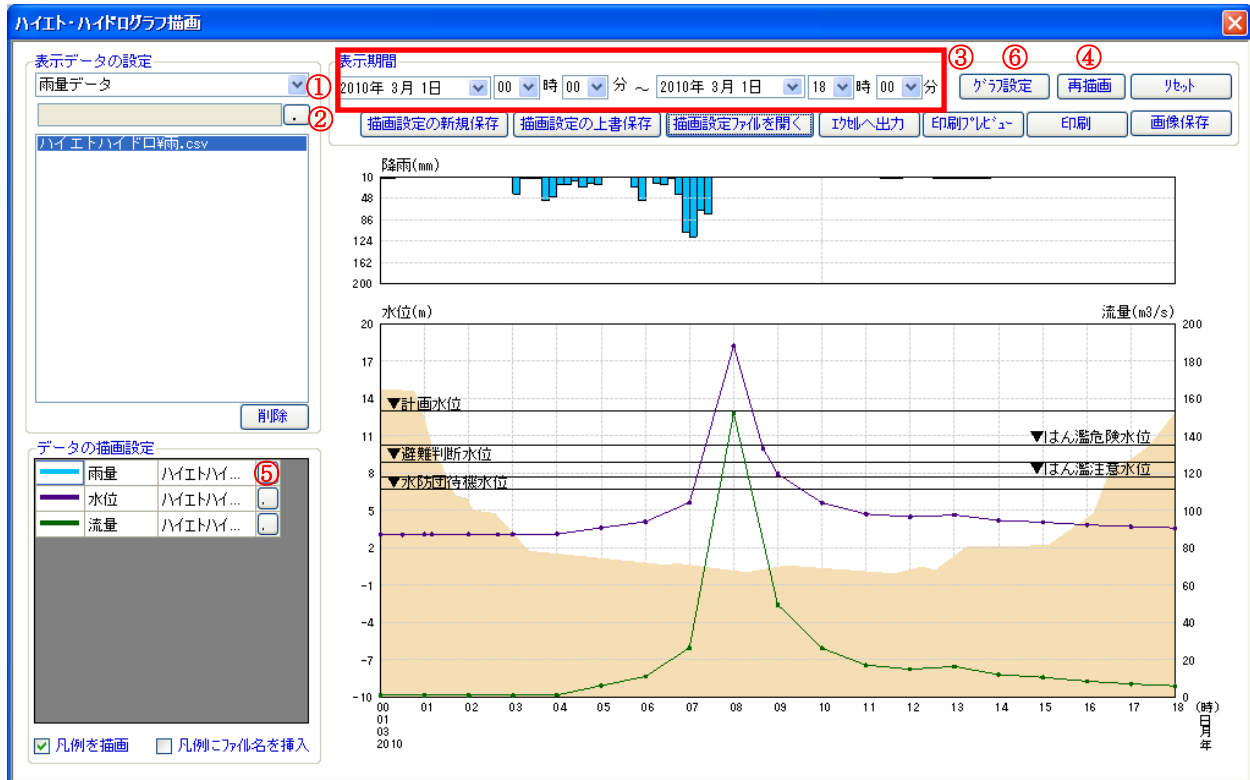 ハイエト・ハイドログラフ描画
表示データの設定
雨量データ
①
.
②
ハイエトハイドロ¥雨.csv
削除
データの描画設定
雨量 ハイエトハイ... ⑤
水位 ハイエトハイ... .
流量 ハイエトハイ... .
凡例を描画 凡例にファイル名を挿入
表示期間
2010年 3月 1日 00 時 00 分 ～ 2010年 3月 1日 18 時 00 分
③ ⑥ ④
グラフ設定 再描画 リセット
描画設定の新規保存 描画設定の上書保存 描画設定ファイルを開く エクセルへ出力 印刷プレビュー 印刷 画像保存
降雨(mm)
10
48
86
124
162
200
水位(m) 流量(m3/s)
20 200
17 180
14 160
▼計画水位
11 140
▼はん濫危険水位
▼避難判断水位
8 120
▼はん濫注意水位
▼水防団待機水位
5 100
2 80
-1 60
-4 40
-7 20
-10 0
00 01 02 03 04 05 06 07 08 09 10 11 12 13 14 15 16 17 18 (時)
01 日
03 月
2010 年